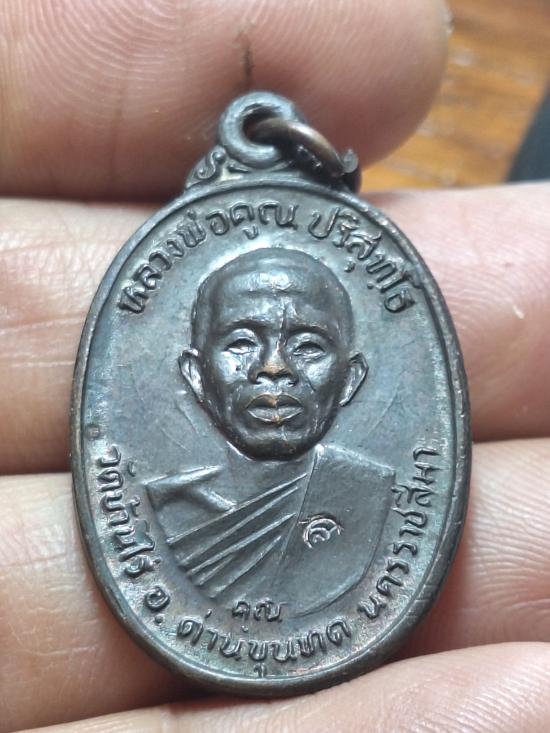 หลวงพ่อคูณ ปริสุทฺโธ
คูณ
วัดบ้านไร่ อ. ด่านขุนทด นครราชสีมา